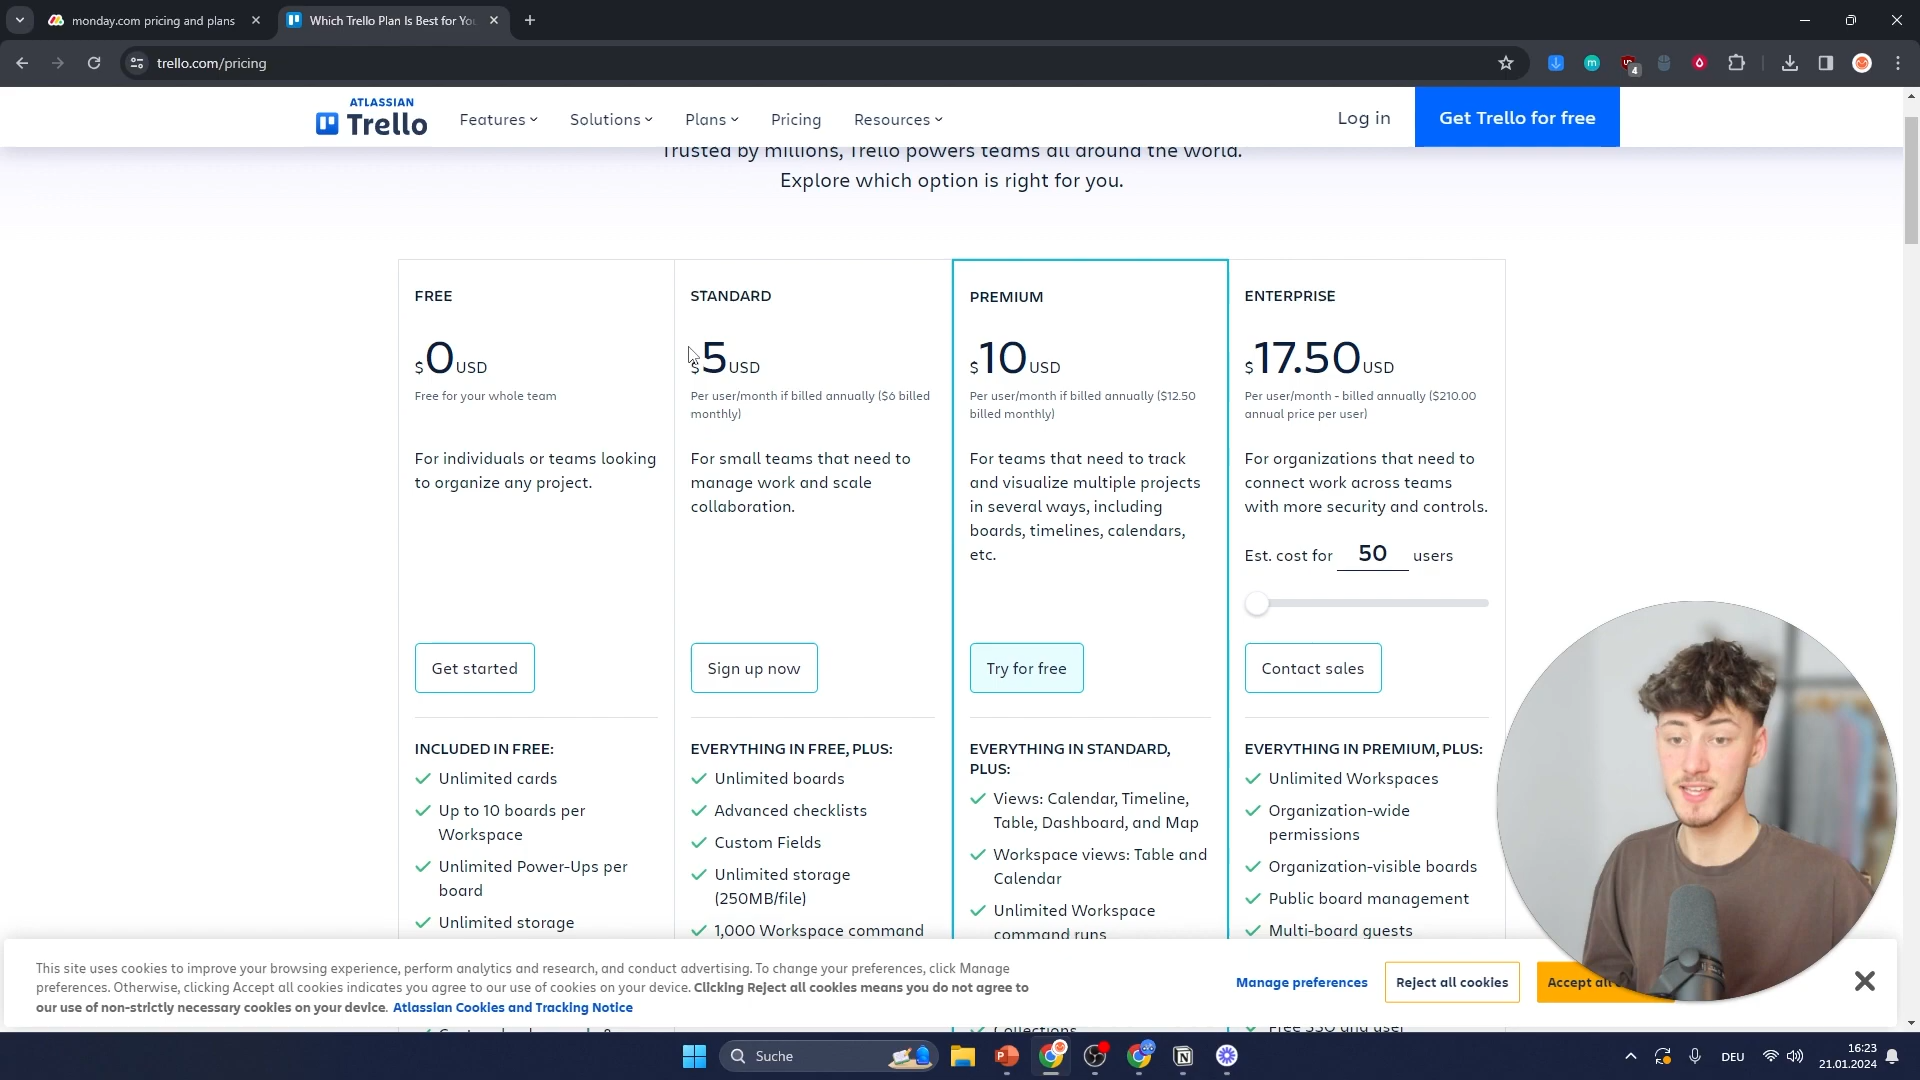 monday.com pricing and plans
Which Trello Plan Is Best for You
trello.com/pricing
4
ATLASSIAN
Trello
Features
Solutions
Plans
Pricing
Resources
Log in
Get Trello for free
Trusted by millions, Trello powers teams all around the world.
Explore which option is right for you.
FREE
$0USD
Free for your whole team
For individuals or teams looking
to organize any project.
Get started
INCLUDED IN FREE:
Unlimited cards
Up to 10 boards per
Workspace
Unlimited Power-Ups per
board
Unlimited storage
STANDARD
$5USD
Per user/month if billed annually ($6 billed
monthly)
For small teams that need to
manage work and scale
collaboration.
Sign up now
EVERYTHING IN FREE, PLUS:
Unlimited boards
Advanced checklists
Custom Fields
Unlimited storage
(250MB/file)
1,000 Workspace command
PREMIUM
$10USD
Per user/month if billed annually ($12.50
billed monthly)
For teams that need to track
and visualize multiple projects
in several ways, including
boards, timelines, calendars,
etc.
Try for free
EVERYTHING IN STANDARD,
PLUS:
Views: Calendar, Timeline,
Table, Dashboard, and Map
Workspace views: Table and
Calendar
Unlimited Workspace
command runs
Collections
ENTERPRISE
$17.50USD
Per user/month - billed annually ($210.00
annual price per user)
For organizations that need to
connect work across teams
with more security and controls.
Est. cost for 50 users
Contact sales
EVERYTHING IN PREMIUM, PLUS:
Unlimited Workspaces
Organization-wide
permissions
Organization-visible boards
Public board management
Multi-board guests
Free SSO and user
This site uses cookies to improve your browsing experience, perform analytics and research, and conduct advertising. To change your preferences, click Manage
preferences. Otherwise, clicking Accept all cookies indicates you agree to our use of cookies on your device. Clicking Reject all cookies means you do not agree to
our use of non-strictly necessary cookies on your device. Atlassian Cookies and Tracking Notice
Manage preferences
Reject all cookies
Accept all
Suche
DEU
16:23
21.01.2024